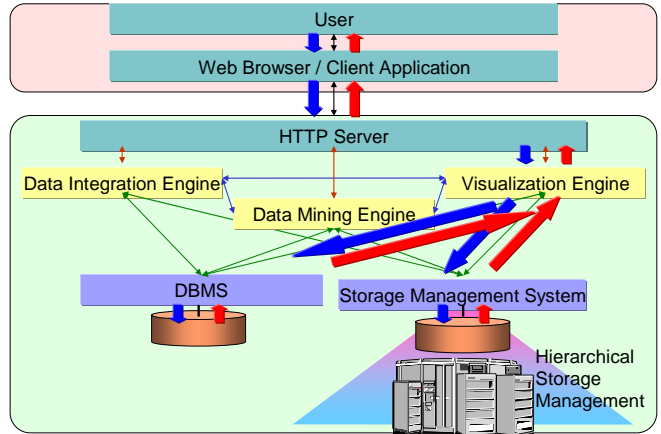 User
Web Browser / Client Application
HTTP Server
Data Integration Engine
Visualization Engine
Data Mining Engine
DBMS
Storage Management System
Hierarchical
Storage
Management